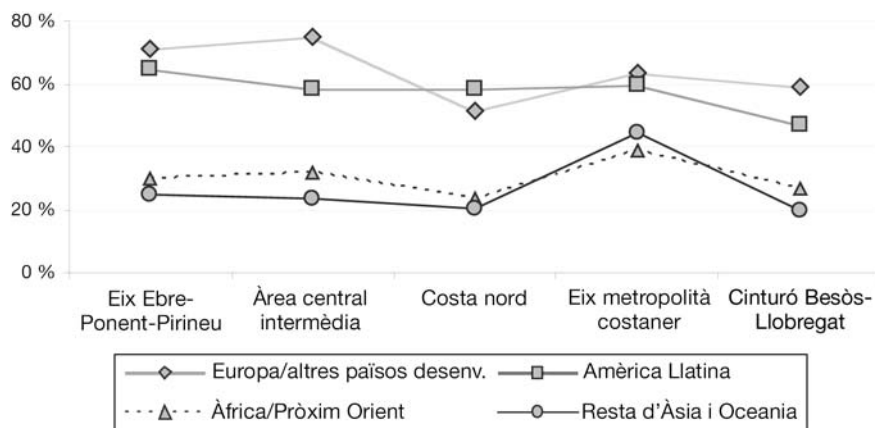 80 %
60 %
40 %
20 %
0 %
Eix Ebre-
Ponent-Pirineu
Àrea central
intermèdia
Costa nord
Eix metropolità
costaner
Cinturó Besòs-
Llobregat
Europa/altres països desenv.
Amèrica Llatina
Àfrica/Pròxim Orient
Resta d'Àsia i Oceania